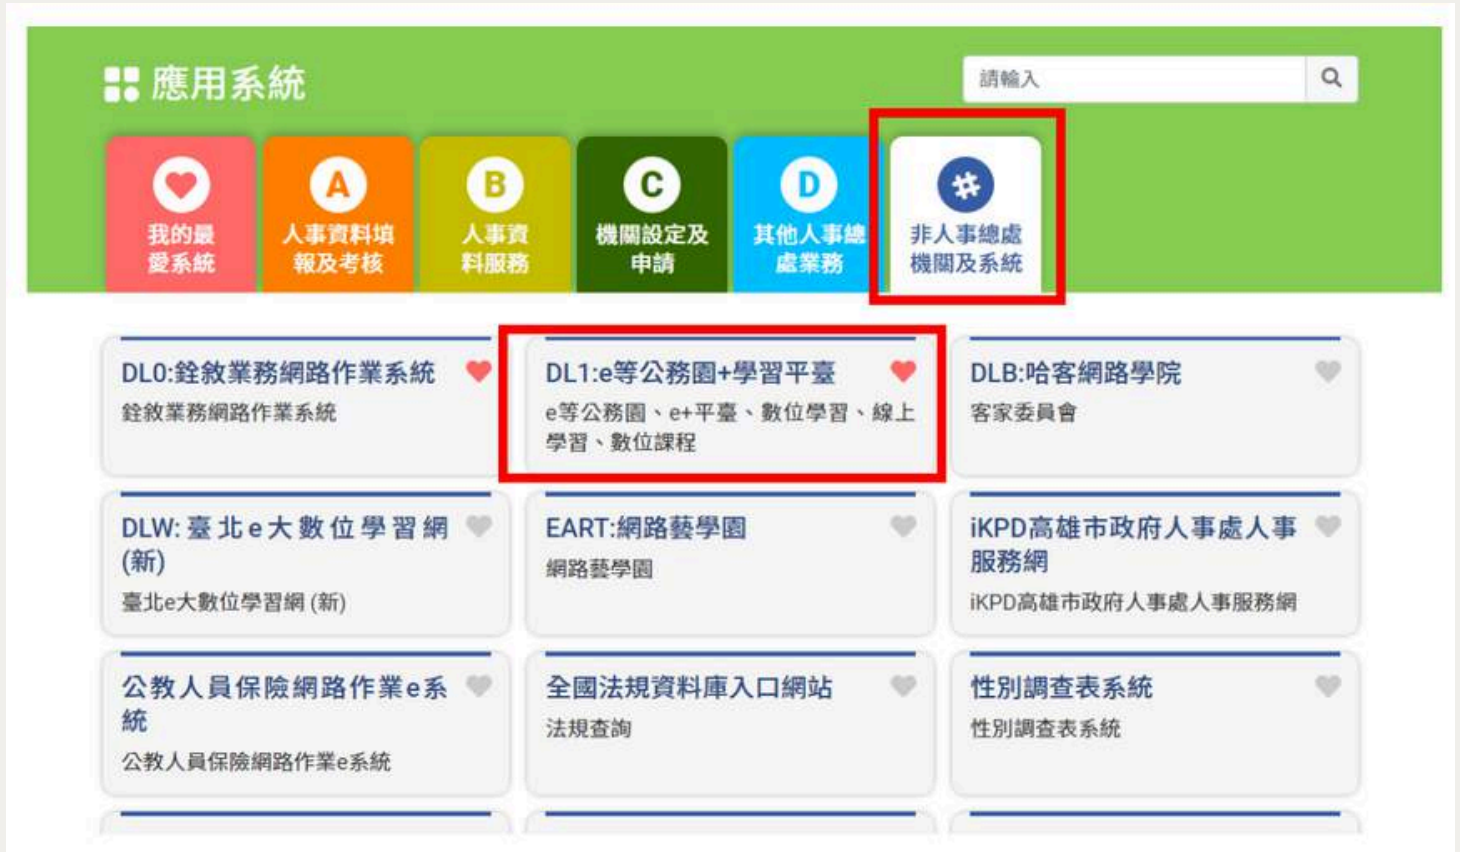 應用系統
請輸入
我的最
愛系統
A
人事資料填
報及考核
B
人事資
料服務
C
機關設定及
申請
D
其他人事總
處業務
#
非人事總處
機關及系統
DL0:銓敘業務網路作業系統
銓敘業務網路作業系統
DL1:e等公務園+學習平臺
e等公務園、e+平臺、數位學習、線上
學習、數位課程
DLB:哈客網路學院
客家委員會
DLW:臺北e大數位學習網
(新)
臺北e大數位學習網 (新)
EART:網路藝學園
網路藝學園
iKPD高雄市政府人事處人事
服務網
iKPD高雄市政府人事處人事服務網
公教人員保險網路作業e系
統
公教人員保險網路作業e系統
全國法規資料庫入口網站
法規查詢
性別調查表系統
性別調查表系統